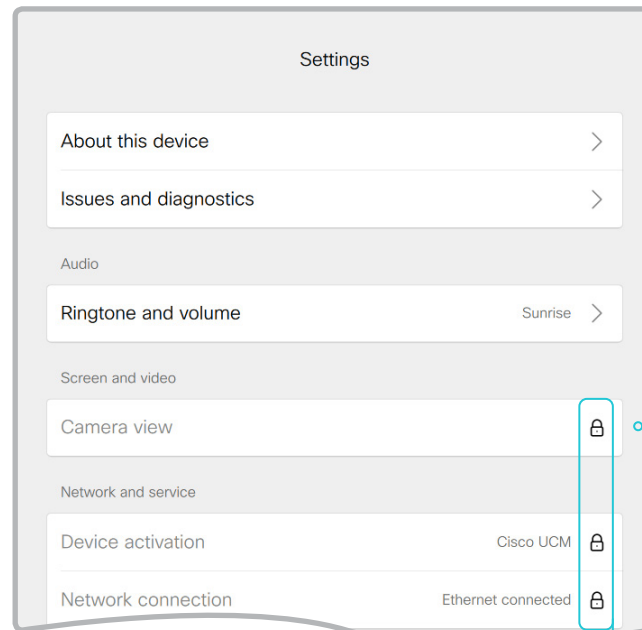 Settings
About this device
Issues and diagnostics
Audio
Ringtone and volume Sunrise
Screen and video
Camera view
Network and service
Device activation Cisco UCM
Network connection Ethernet connected